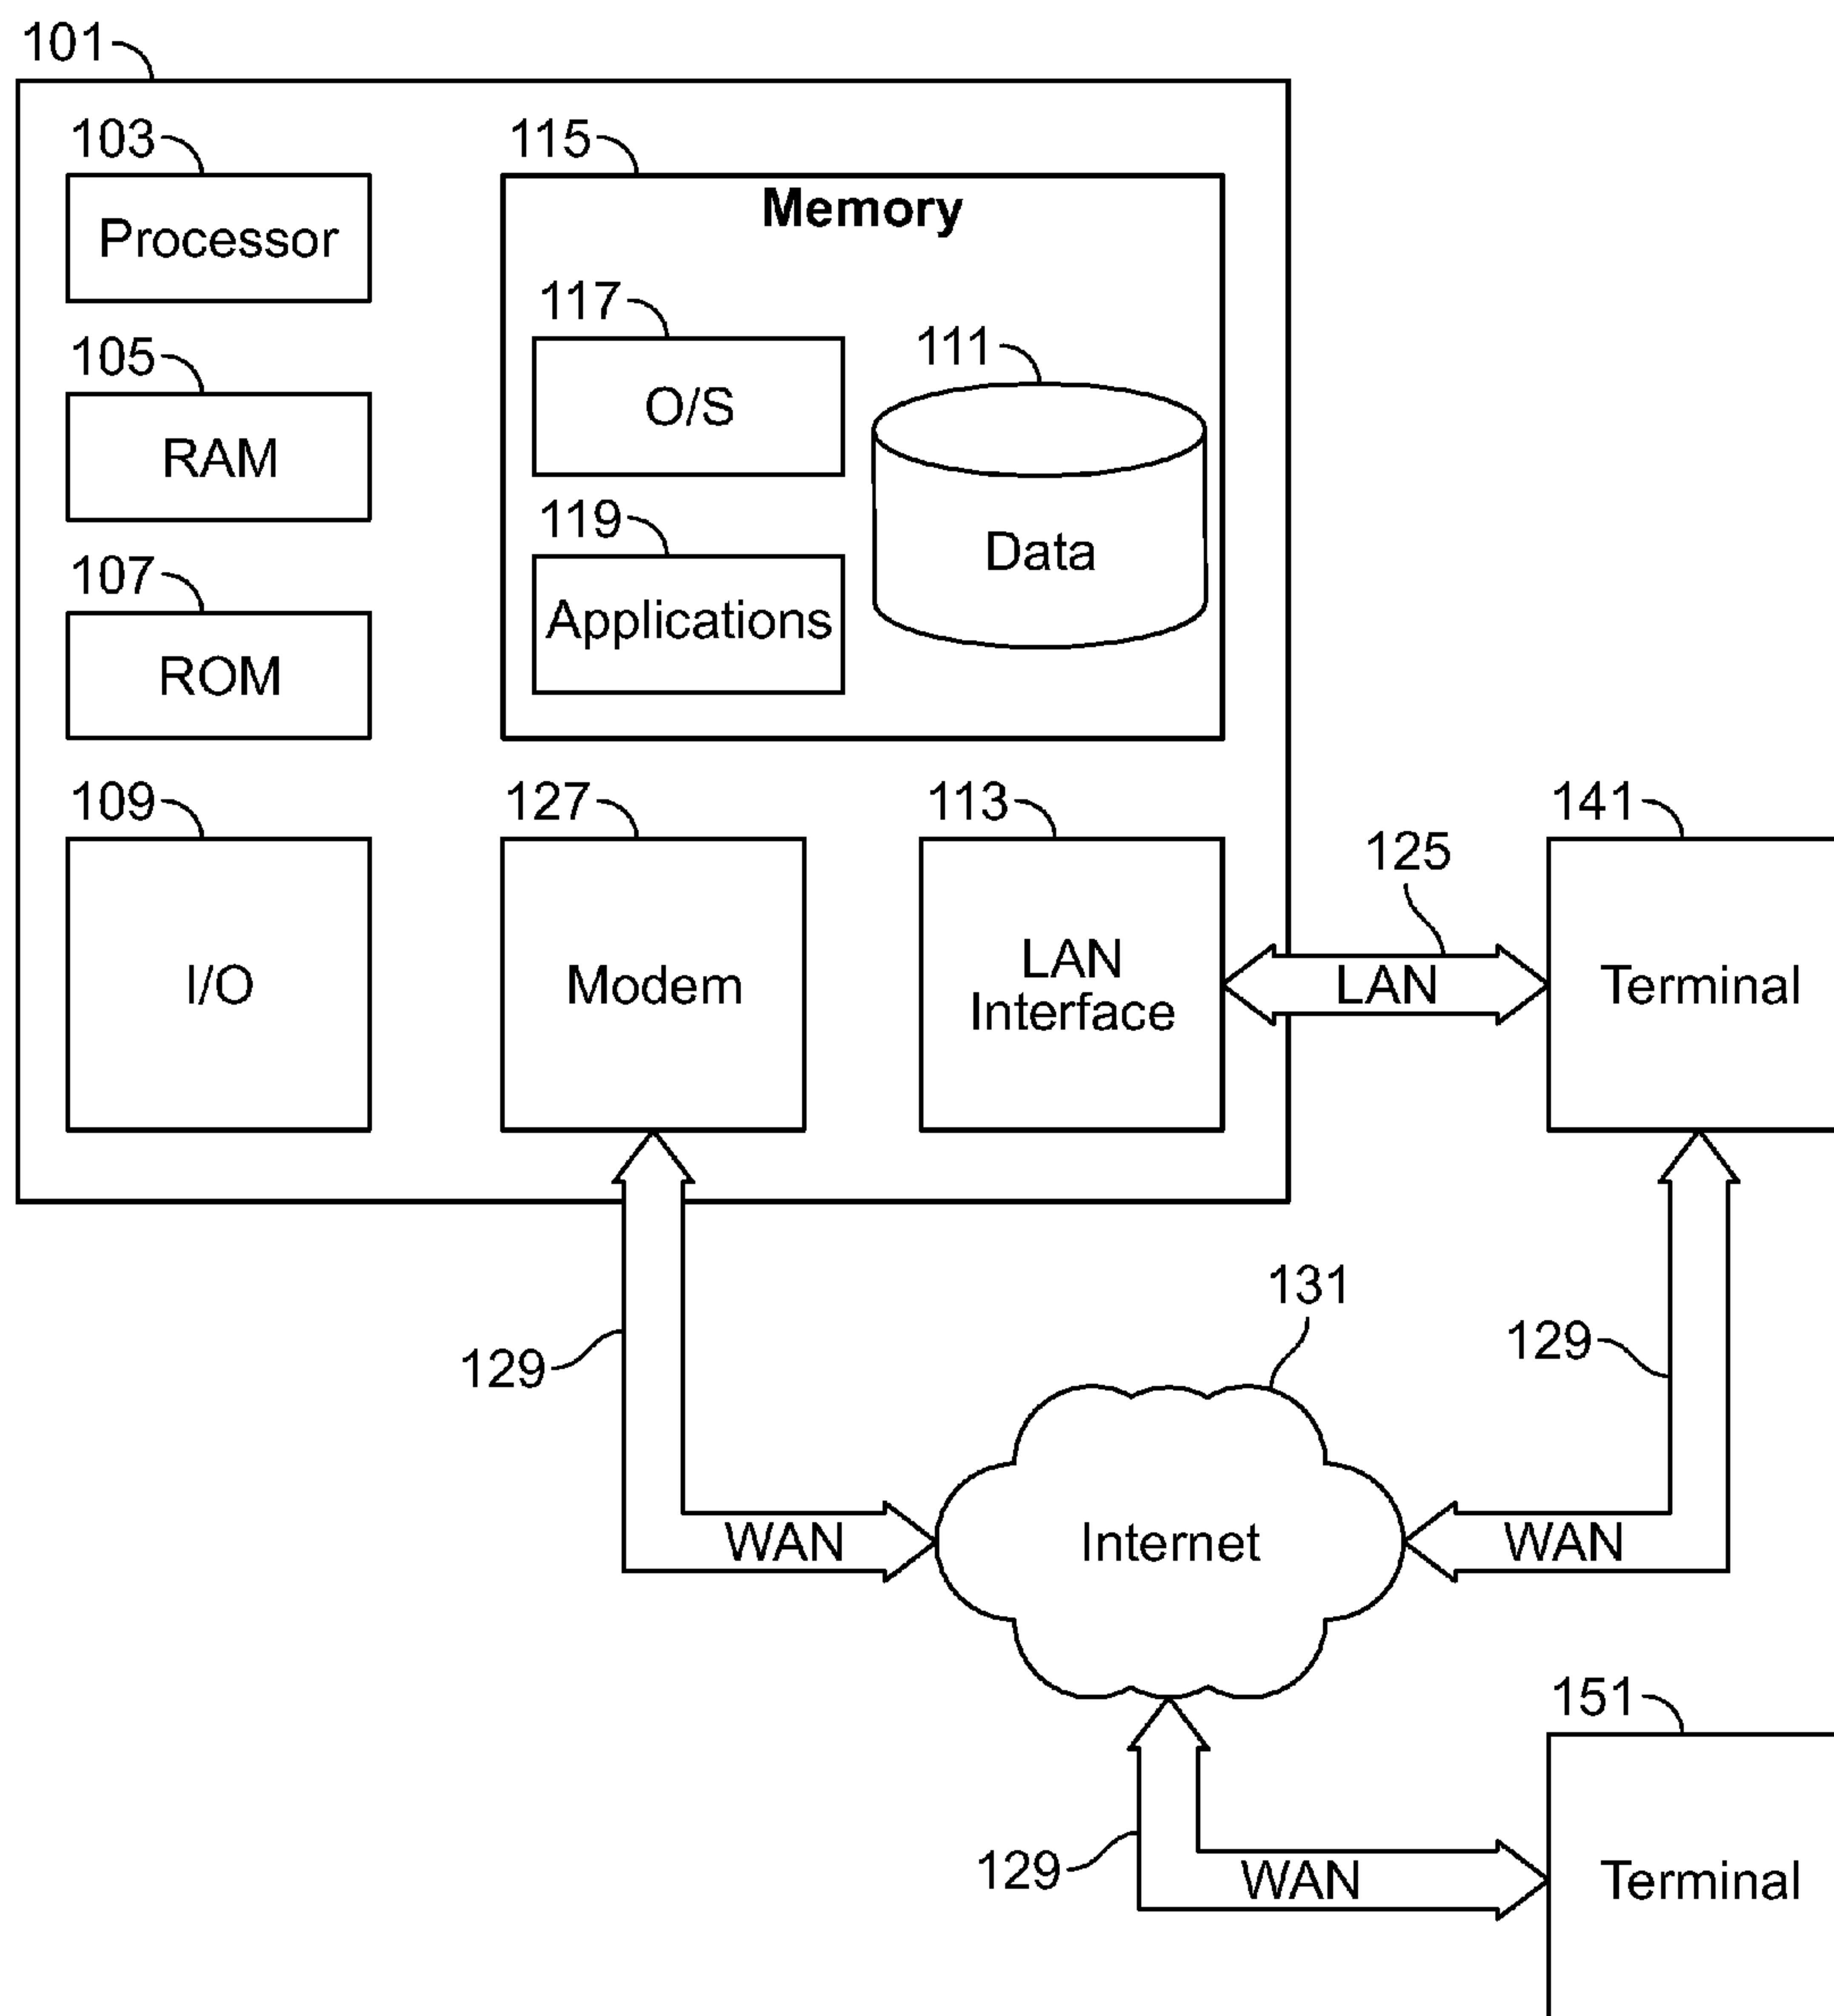 101
103
Processor
105
RAM
107
ROM
109
I/O
115
Memory
117
O/S
119
Applications
111
Data
127
Modem
113
LAN
Interface
125
LAN
141
Terminal
129
WAN
131
Internet
129
WAN
129
WAN
151
Terminal